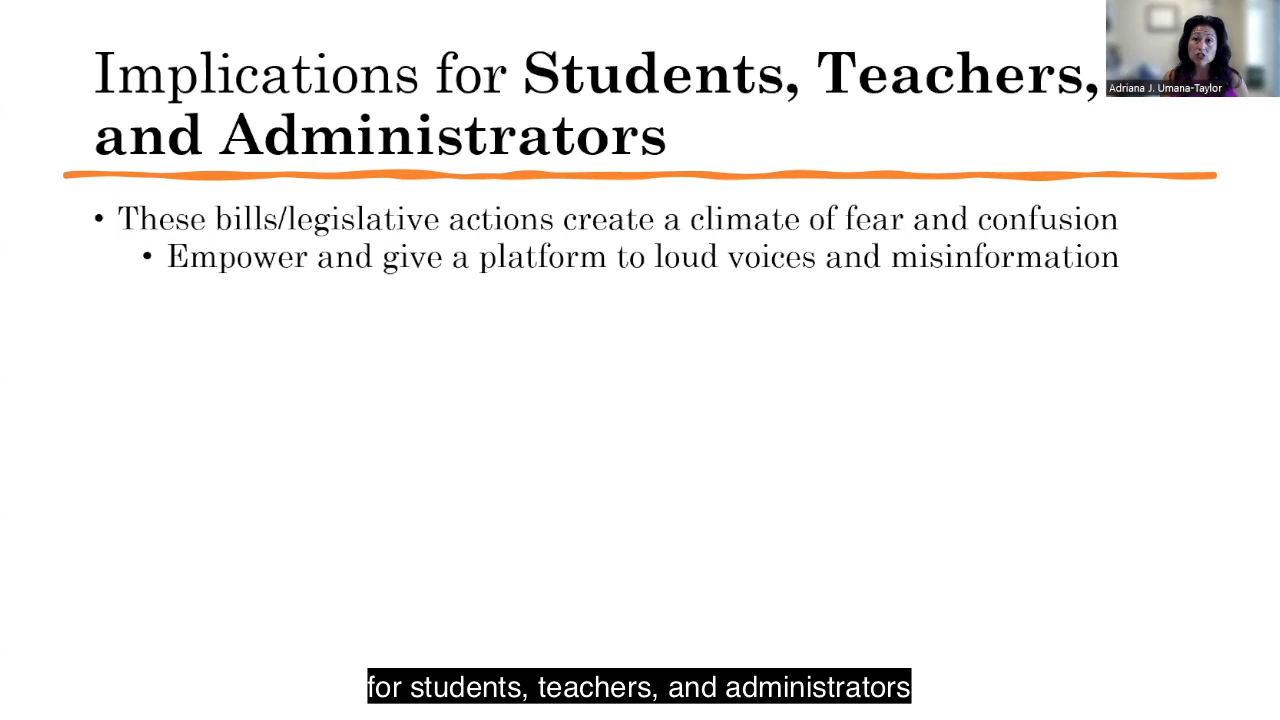 Implications for Students, Teachers,
and Administrators
Adriana J. Umana-Taylor
• These bills/legislative actions create a climate of fear and confusion
• Empower and give a platform to loud voices and misinformation
for students, teachers, and administrators